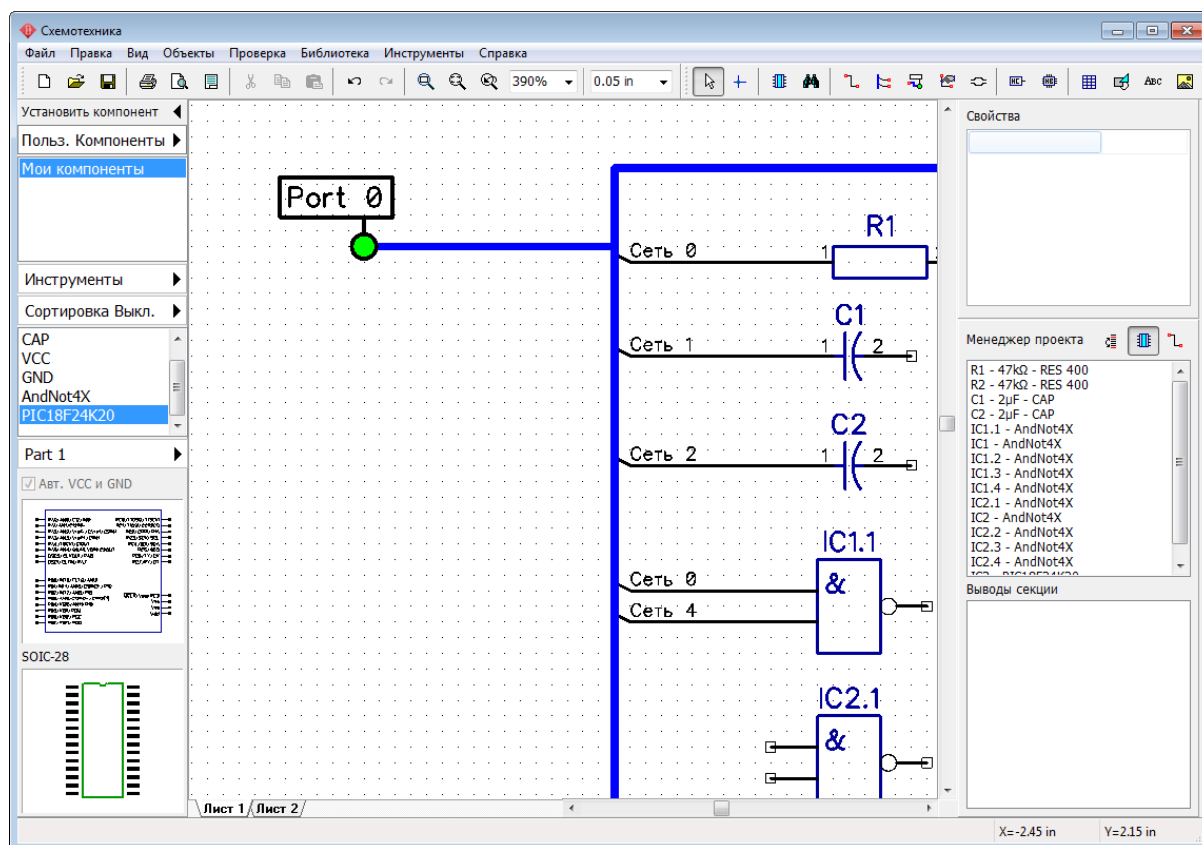 Схемотехника
Файл Правка Вид Объекты Проверка Библиотека Инструменты Справка
390% 0.05 in ABC
Установить компонент
Польз. Компоненты
Мои компоненты
Инструменты
Сортировка Выкл.
CAP
VCC
GND
AndNot4X
PIC18F24K20
Part 1
Авт. VCC и GND
SOIC-28
Port 0
R1
Сеть 0 1
C1
Сеть 1 1 2
C2
Сеть 2 1 2
IC1.1
Сеть 0 &
Сеть 4
IC2.1
&
Лист 1 Лист 2
Свойства
Менеджер проекта
R1 - 47kΩ - RES 400
R2 - 47kΩ - RES 400
C1 - 2µF - CAP
C2 - 2µF - CAP
IC1.1 - AndNot4X
IC1 - AndNot4X
IC1.2 - AndNot4X
IC1.3 - AndNot4X
IC1.4 - AndNot4X
IC2.1 - AndNot4X
IC2 - AndNot4X
IC2.2 - AndNot4X
IC2.3 - AndNot4X
IC2.4 - AndNot4X
Выводы секции
X=-2.45 in Y=2.15 in